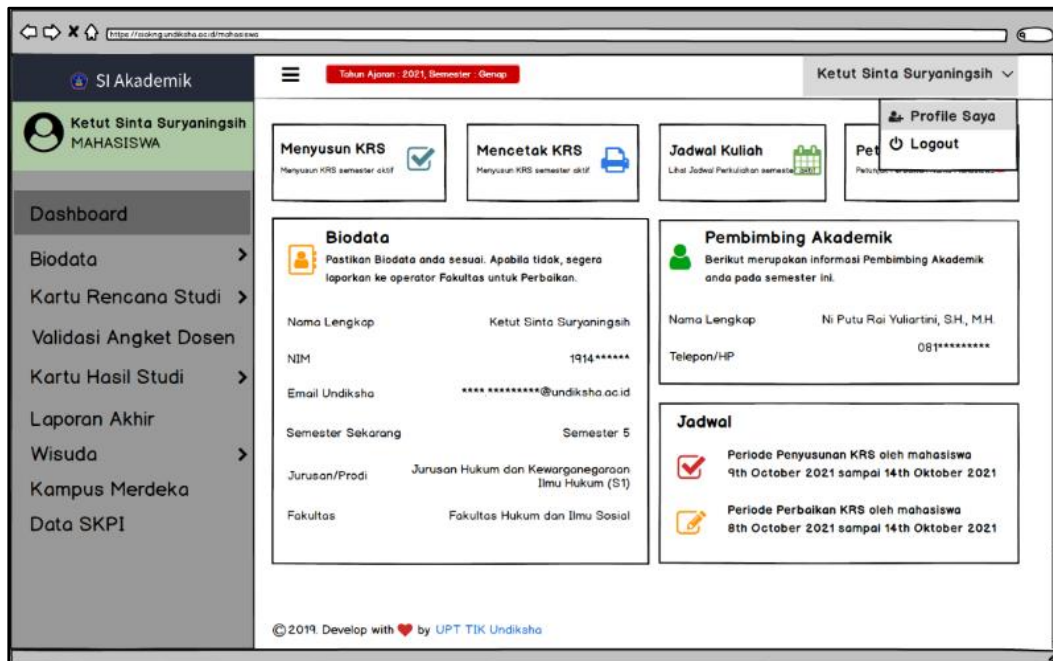 https //siakng.undiksha.ac.id/mahasiswa
SI Akademik
Ketut Sinta Suryaningsih
MAHASISWA
Dashboard
Biodata
Kartu Rencana Studi
Validasi Angket Dosen
Kartu Hasil Studi
Laporan Akhir
Wisuda
Kampus Merdeka
Data SKPI
Tahun Ajaran : 2021, Semester : Genap
Ketut Sinta Suryaningsih
Profile Saya
Logout
Menyusun KRS
Menyusun KRS semester aktif
Mencetak KRS
Menyusun KRS semester aktif
Jadwal Kuliah
Lihat Jadwal Perkuliahan semester aktif
Pet
Biodata
Pastikan Biodata anda sesuai. Apabila tidak, segera
laporkan ke operator Fakultas untuk Perbaikan.
Nama Lengkap Ketut Sinta Suryaningsih
NIM 1914******
Email Undiksha ****.*********@undiksha.ac.id
Semester Sekarang Semester 5
Jurusan/Prodi Jurusan Hukum dan Kewarganegaraan
Ilmu Hukum (S1)
Fakultas Fakultas Hukum dan Ilmu Sosial
Pembimbing Akademik
Berikut merupakan informasi Pembimbing Akademik
anda pada semester ini.
Nama Lengkap Ni Putu Rai Yuliartini, S.H., M.H.
Telepon/HP 081*********
Jadwal
Periode Penyusunan KRS oleh mahasiswa
9th October 2021 sampai 14th Oktober 2021
Periode Perbaikan KRS oleh mahasiswa
8th October 2021 sampai 14th Oktober 2021
© 2019. Develop with ❤ by UPT TIK Undiksha